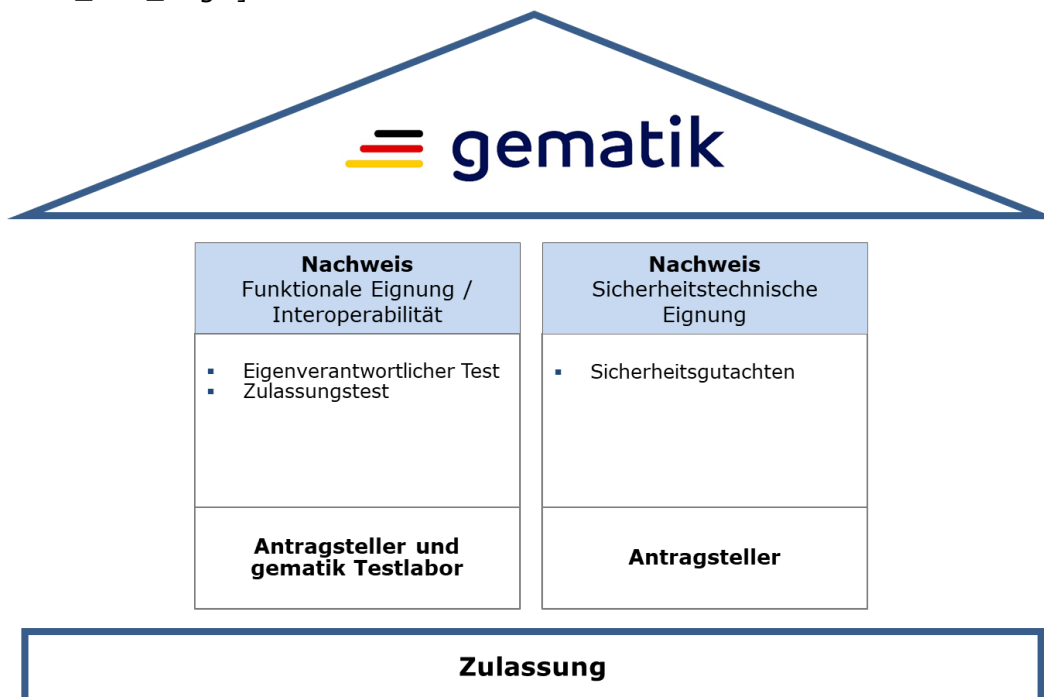 gematik
Nachweis
Funktionale Eignung /
Interoperabilität
▪ Eigenverantwortlicher Test
▪ Zulassungstest
Antragsteller und
gematik Testlabor
Nachweis
Sicherheitstechnische
Eignung
▪ Sicherheitsgutachten
Antragsteller
Zulassung